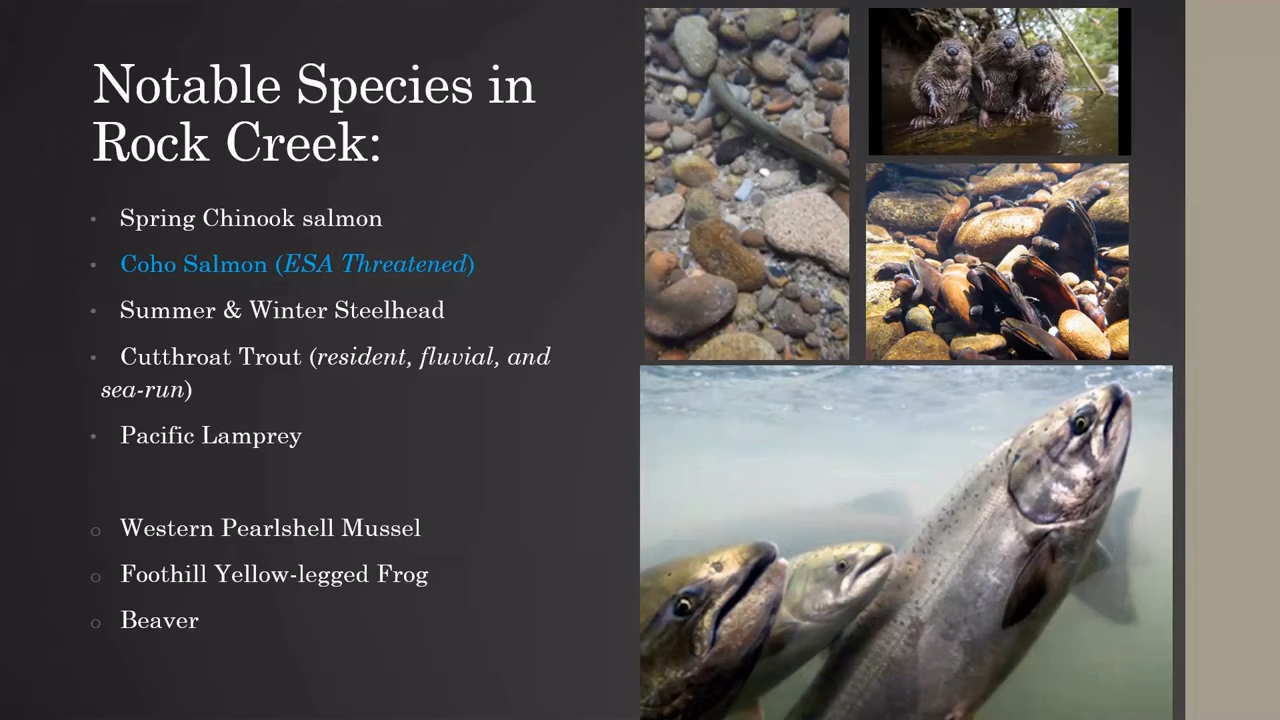 Notable Species in
Rock Creek:
• Spring Chinook salmon
• Coho Salmon (ESA Threatened)
• Summer & Winter Steelhead
• Cutthroat Trout (resident, fluvial, and
sea-run)
• Pacific Lamprey
o Western Pearlshell Mussel
o Foothill Yellow-legged Frog
o Beaver